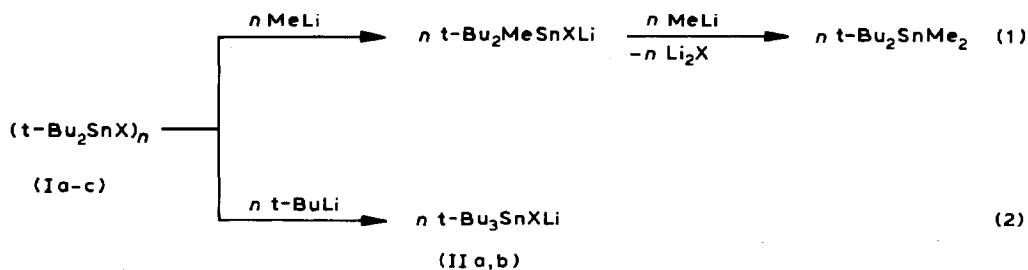 n MeLi
n t-Bu₂MeSnXLi
n MeLi
-n Li₂X
n t-Bu₂SnMe₂ (1)
(t-Bu₂SnX)ₙ
(Ia-c)
n t-BuLi
n t-Bu₃SnXLi (2)
(IIa,b)